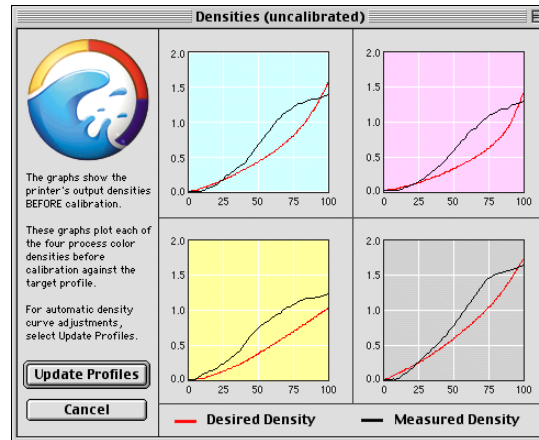 Densities (uncalibrated)
The graphs show the
printer's output densities
BEFORE calibration.
These graphs plot each of
the four process color
densities before
calibration against the
target profile.
For automatic density
curve adjustments,
select Update Profiles.
Update Profiles
Cancel
2.0
1.5
1.0
0.5
0.0
0 25 50 75 100
2.0
1.5
1.0
0.5
0.0
0 25 50 75 100
2.0
1.5
1.0
0.5
0.0
0 25 50 75 100
2.0
1.5
1.0
0.5
0.0
0 25 50 75 100
Desired Density Measured Density